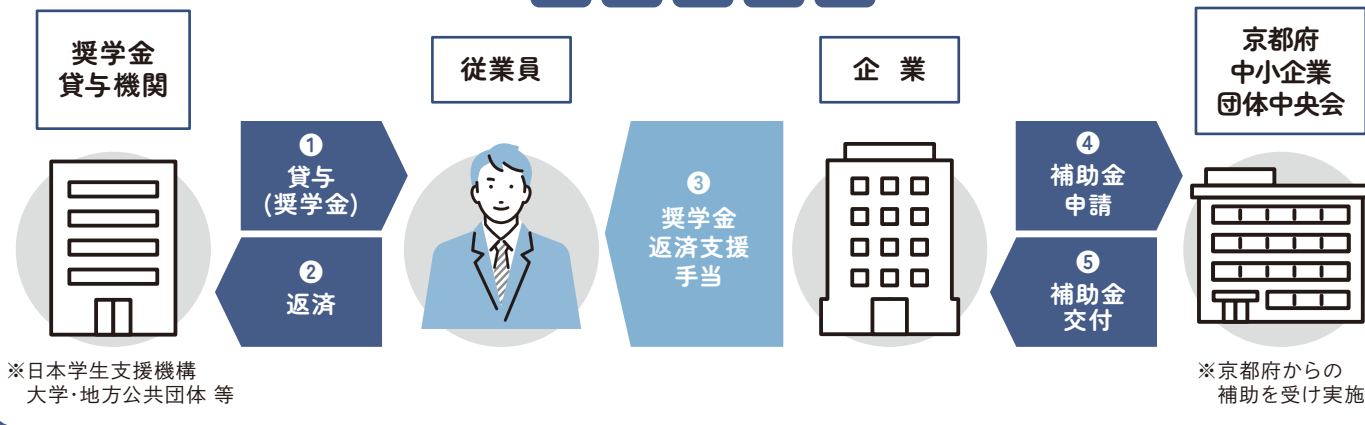 奨学金
貸与機関
従業員
企 業
京都府
中小企業
団体中央会
❶
貸与
(奨学金)
❷
返済
❸
奨学金
返済支援
手当
❹
補助金
申請
❺
補助金
交付
※日本学生支援機構
大学・地方公共団体 等
※京都府からの
補助を受け実施